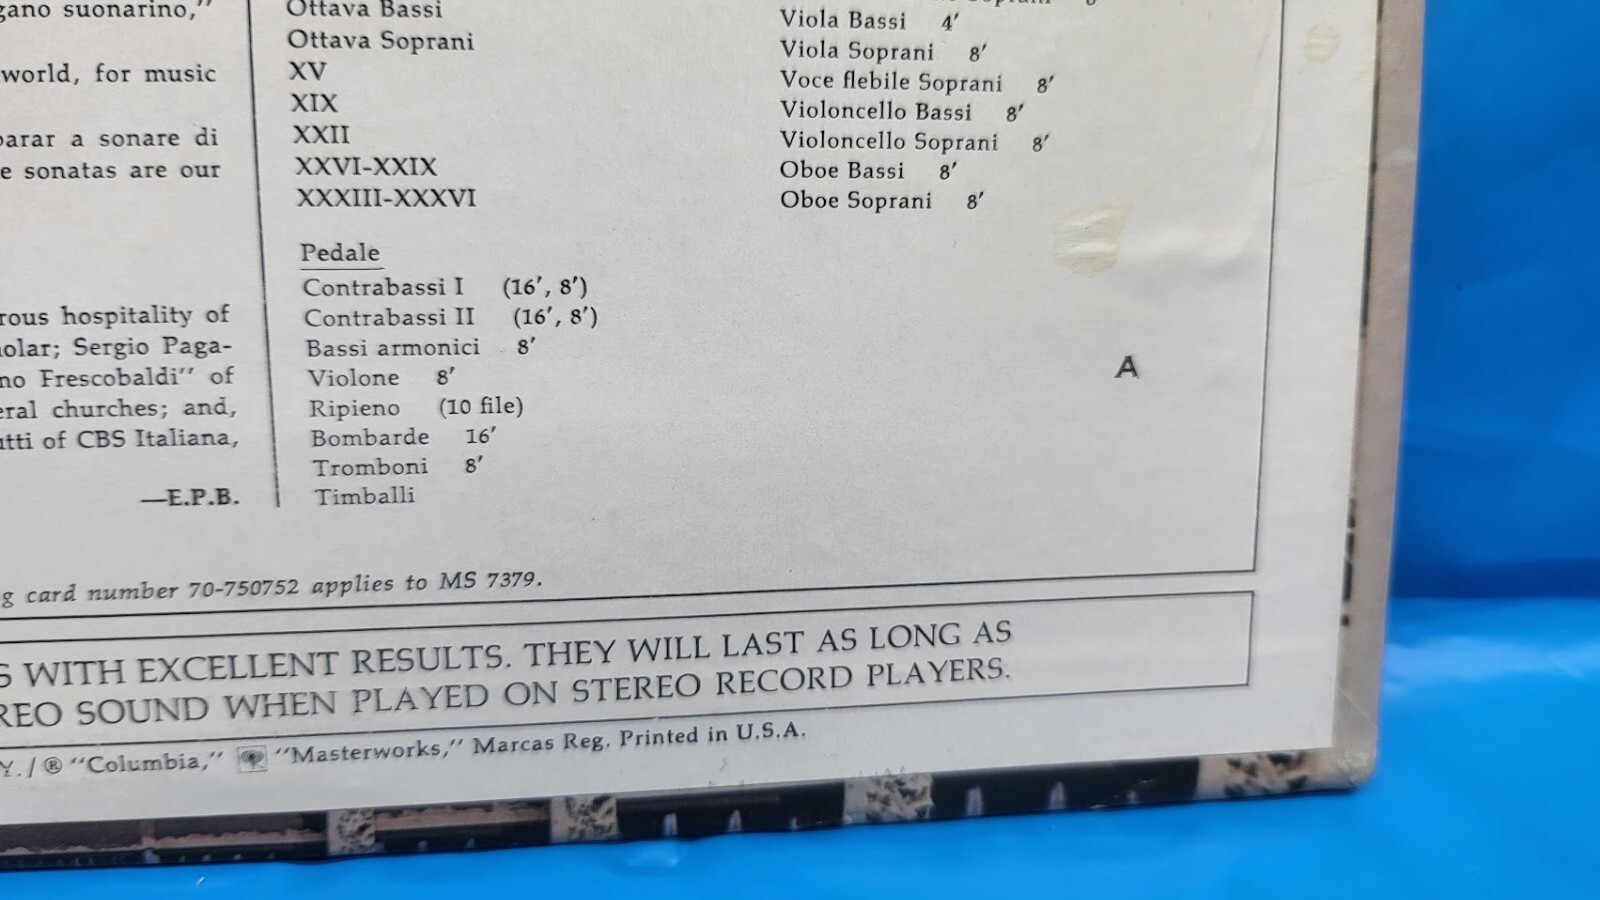 gano suonarino,"
world, for music
parar a sonare di
e sonatas are our
rous hospitality of
olar; Sergio Paga-
no Frescobaldi" of
eral churches; and,
utti of CBS Italiana,
—E.P.B.
Ottava Bassi
Ottava Soprani
XV
XIX
XXII
XXVI-XXIX
XXXIII-XXXVI
Pedale
Contrabassi I (16', 8')
Contrabassi II (16', 8')
Bassi armonici 8'
Violone 8'
Ripieno (10 file)
Bombarde 16'
Tromboni 8'
Timballi
Viola Bassi 4'
Viola Soprani 8'
Voce flebile Soprani 8'
Violoncello Bassi 8'
Violoncello Soprani 8'
Oboe Bassi 8'
Oboe Soprani 8'
A
g card number 70-750752 applies to MS 7379.
S WITH EXCELLENT RESULTS. THEY WILL LAST AS LONG AS
REO SOUND WHEN PLAYED ON STEREO RECORD PLAYERS.
Y. / ® "Columbia," "Masterworks," Marcas Reg. Printed in U.S.A.